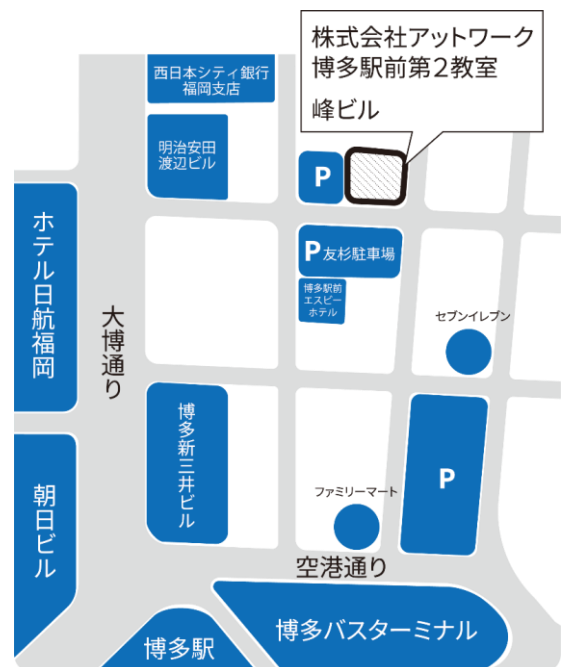 株式会社アットワーク
博多駅前第2教室
峰ビル
西日本シティ銀行
福岡支店
明治安田
渡辺ビル
P
P 友杉駐車場
博多駅前
エスピー
ホテル
セブンイレブン
ホテル日航福岡
大博通り
博多新三井ビル
P
ファミリーマート
朝日ビル
空港通り
博多バスターミナル
博多駅